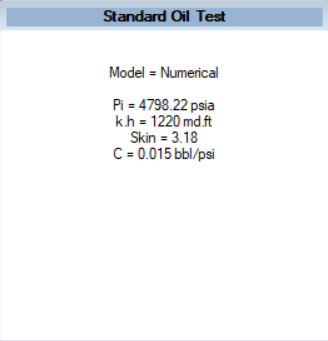 Standard Oil Test
Model = Numerical
Pi = 4798.22 psia
k.h = 1220 md.ft
Skin = 3.18
C = 0.015 bbl/psi